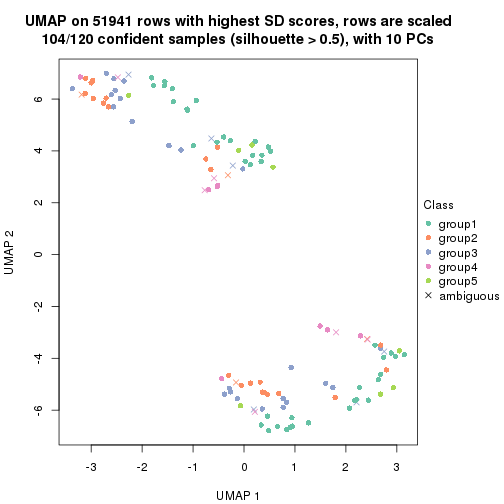 UMAP on 51941 rows with highest SD scores, rows are scaled
104/120 confident samples (silhouette > 0.5), with 10 PCs
6
4
2
0
-2
-4
-6
UMAP 2
-3
-2
-1
0
1
2
3
UMAP 1
Class
group1
group2
group3
group4
group5
ambiguous